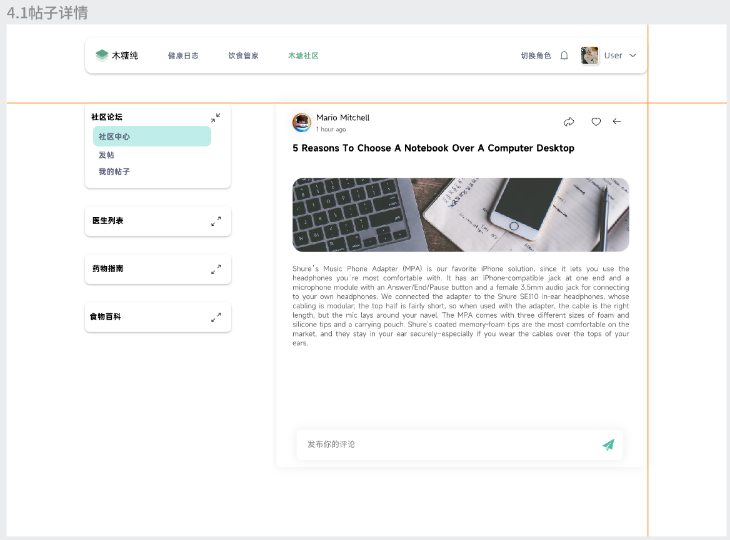 4.1帖子详情
木糖纯
健康日志
饮食管家
木塘社区
切换角色
User
社区论坛
社区中心
发帖
我的帖子
医生列表
药物指南
食物百科
Mario Mitchell
1 hour ago
5 Reasons To Choose A Notebook Over A Computer Desktop
Shure's Music Phone Adapter (MPA) is our favorite iPhone solution, since it lets you use the
headphones you're most comfortable with. It has an iPhone-compatible jack at one end and a
microphone module with an Answer/End/Pause button and a female 3.5mm audio jack for connecting
to your own headphones. We connected the adapter to the Shure SE110 in-ear headphones, whose
cabling is modular; the top half is fairly short, so when used with the adapter, the cable is the right
length, but the mic lays around your navel. The MPA comes with three different sizes of foam and
silicone tips and a carrying pouch. Shure's coated memory-foam tips are the most comfortable on the
market, and they stay in your ear securely—especially if you wear the cables over the tops of your
ears.
发布你的评论